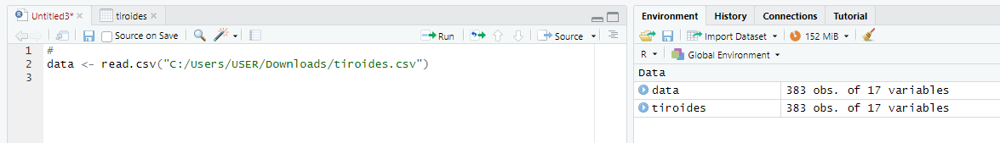 Untitled3*
tiroides
Source on Save
Run
Source
1 #
2 data <- read.csv("C:/Users/USER/Downloads/tiroides.csv")
3
Environment History Connections Tutorial
Import Dataset 152 MiB
R Global Environment
Data
data 383 obs. of 17 variables
tiroides 383 obs. of 17 variables